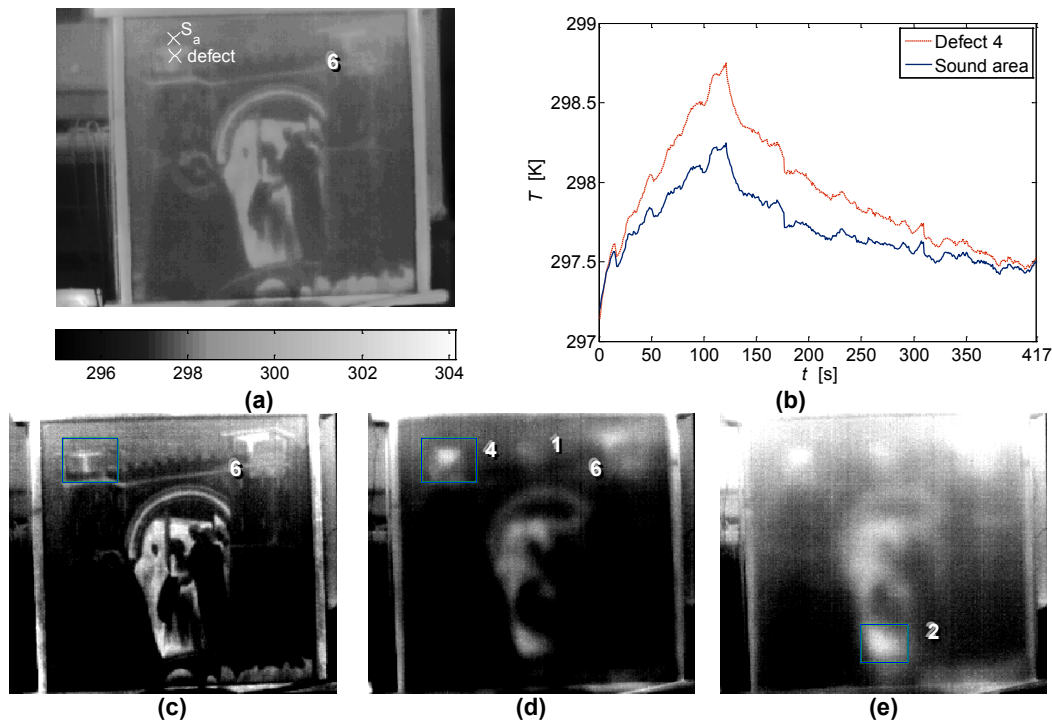 S_a
defect
6
296 298 300 302 304
(a)
299
298.5
298
297.5
297
T [K]
Defect 4
Sound area
0 50 100 150 200 250 300 350 417
t [s]
(b)
6
(c)
4 1
6
(d)
2
(e)